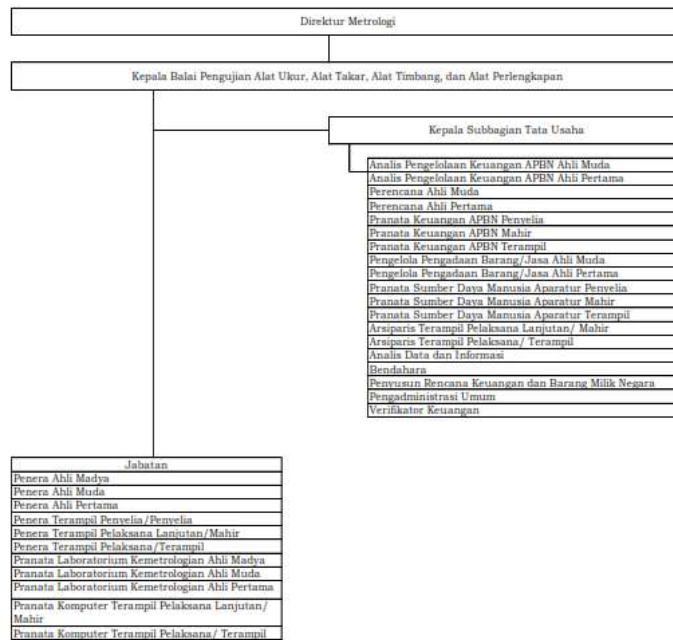 Direktur Metrologi
Kepala Balai Pengujian Alat Ukur, Alat Takar, Alat Timbang, dan Alat Perlengkapan
Kepala Subbagian Tata Usaha
Analis Pengelolaan Keuangan APBN Ahli Muda
Analis Pengelolaan Keuangan APBN Ahli Pertama
Perencana Ahli Muda
Perencana Ahli Pertama
Pranata Keuangan APBN Penyelia
Pranata Keuangan APBN Mahir
Pranata Keuangan APBN Terampil
Pengelola Pengadaan Barang/Jasa Ahli Muda
Pengelola Pengadaan Barang/Jasa Ahli Pertama
Pranata Sumber Daya Manusia Aparatur Penyelia
Pranata Sumber Daya Manusia Aparatur Mahir
Pranata Sumber Daya Manusia Aparatur Terampil
Arsiparis Terampil Pelaksana Lanjutan/ Mahir
Arsiparis Terampil Pelaksana/ Terampil
Analis Data dan Informasi
Bendahara
Penyusun Rencana Keuangan dan Barang Milik Negara
Pengadministrasi Umum
Verifikator Keuangan
Jabatan
Penera Ahli Madya
Penera Ahli Muda
Penera Ahli Pertama
Penera Terampil Penyelia/Penyelia
Penera Terampil Pelaksana Lanjutan/Mahir
Penera Terampil Pelaksana/Terampil
Pranata Laboratorium Kemetrologian Ahli Madya
Pranata Laboratorium Kemetrologian Ahli Muda
Pranata Laboratorium Kemetrologian Ahli Pertama
Pranata Komputer Terampil Pelaksana Lanjutan/
Mahir
Pranata Komputer Terampil Pelaksana/ Terampil